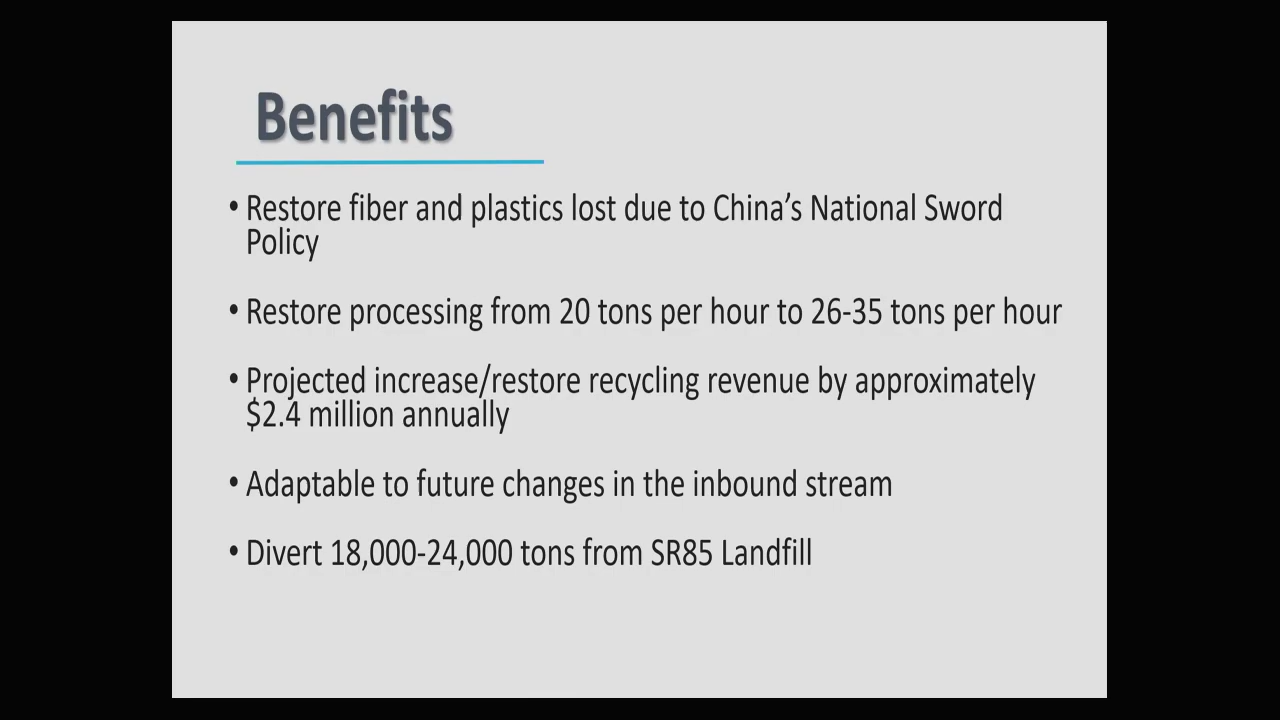 Benefits
• Restore fiber and plastics lost due to China’s National Sword
Policy
• Restore processing from 20 tons per hour to 26-35 tons per hour
• Projected increase/restore recycling revenue by approximately
$2.4 million annually
• Adaptable to future changes in the inbound stream
• Divert 18,000-24,000 tons from SR85 Landfill